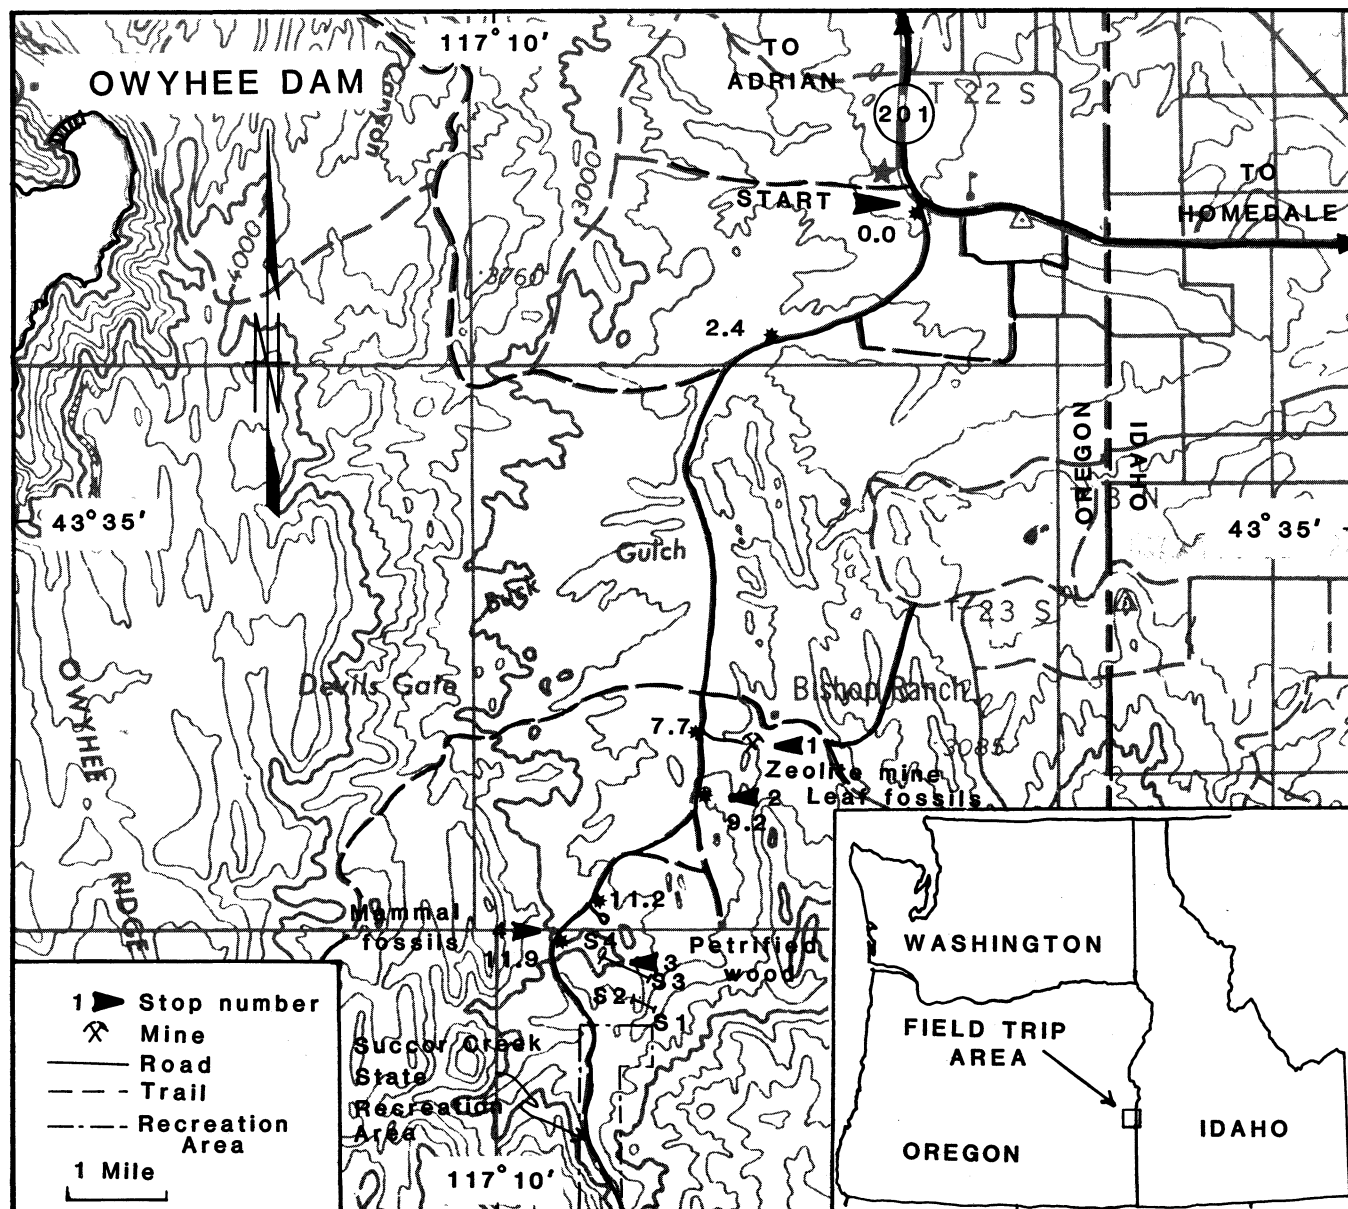 117°10′
OWYHEE DAM
Canyon
TO
ADRIAN
201
T 22 S
3000
4000
TO
HOMEDALE
START
0.0
3760
2.4
OREGON
IDAHO
3 N
43°35′
43°35′
Gulch
Buck
T 23 S
OWYHEE
RIDGE
Devils Gate
Bishop Ranch
7.7
1
3085
Zeolite mine
2 Leaf fossils
9.2
11.2
Mammal
fossils
11.9
S4
Petrified
wood
3
S3
S2
S1
Succor Creek
State
Recreation
Area
117°10′
1 Stop number
Mine
Road
Trail
Recreation
Area
1 Mile
WASHINGTON
FIELD TRIP
AREA
OREGON
IDAHO